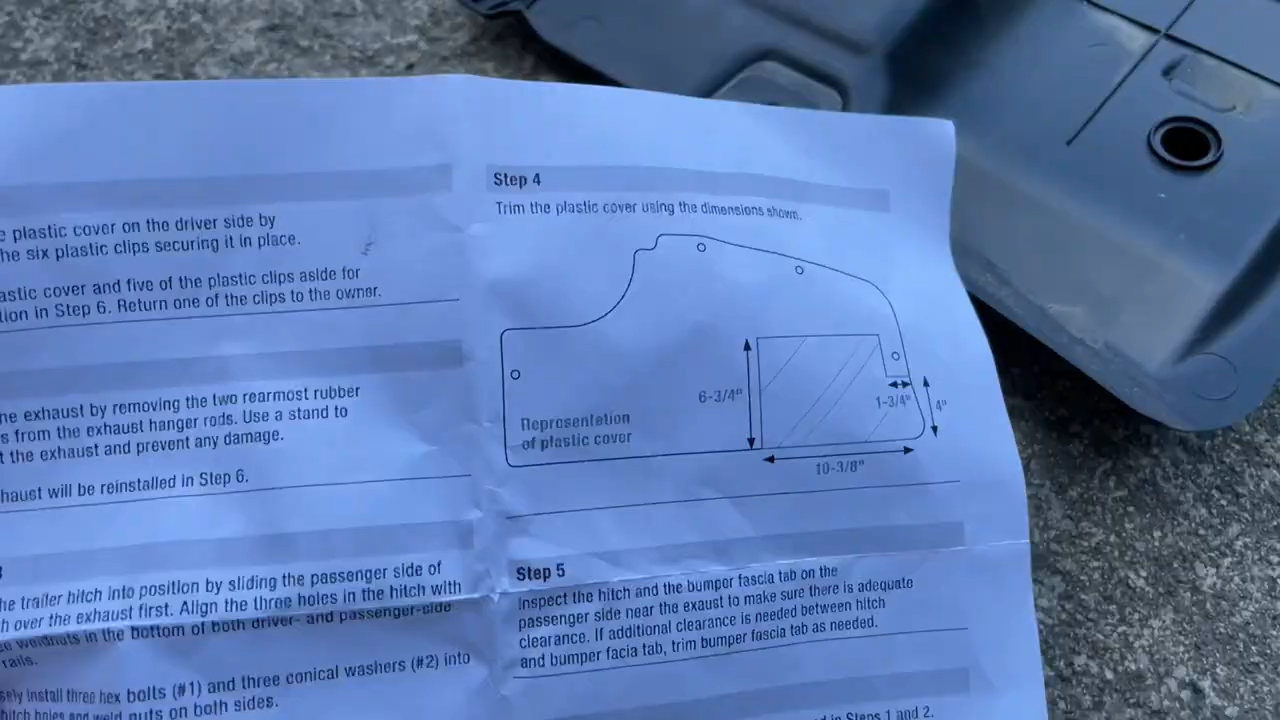 plastic cover on the driver side by
he six plastic clips securing it in place.
astic cover and five of the plastic clips aside for
tion in Step 6. Return one of the clips to the owner.
he exhaust by removing the two rearmost rubber
s from the exhaust hanger rods. Use a stand to
t the exhaust and prevent any damage.
haust will be reinstalled in Step 6.
he trailer hitch into position by sliding the passenger side of
h over the exhaust first. Align the three holes in the hitch with
weldnuts in the bottom of both driver- and passenger-side
rails.
sely install three hex bolts (#1) and three conical washers (#2) into
hitch holes and weld nuts on both sides.
Step 4
Trim the plastic cover using the dimensions shown.
6-3/4"
1-3/4"
4"
10-3/8"
Representation
of plastic cover
Step 5
Inspect the hitch and the bumper fascia tab on the
passenger side near the exaust to make sure there is adequate
clearance. If additional clearance is needed between hitch
and bumper facia tab, trim bumper fascia tab as needed.
in Steps 1 and 2.